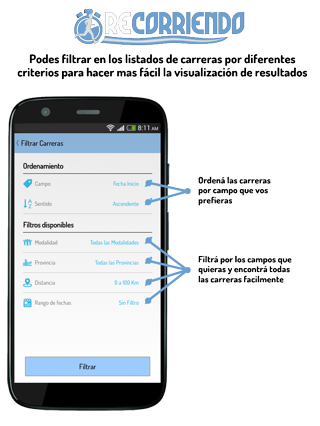 RECORRIENDO
Podes filtrar en los listados de carreras por diferentes
criterios para hacer mas fácil la visualización de resultados
8:11 AM
Filtrar Carreras
Ordenamiento
Campo Fecha Inicio
Sentido Ascendente
Ordená las carreras
por campo que vos
prefieras
Filtros disponibles
Modalidad Todas las Modalidades
Provincia Todas las Provincias
Distancia 0 a 100 Km
Rango de fechas Sin Filtro
Filtrá por los campos que
quieras y encontrá todas
las carreras facilmente
Filtrar